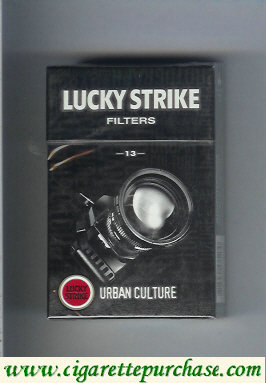 LUCKY STRIKE
FILTERS
13
LUCKY
STRIKE
URBAN CULTURE
www.cigarettepurchase.com